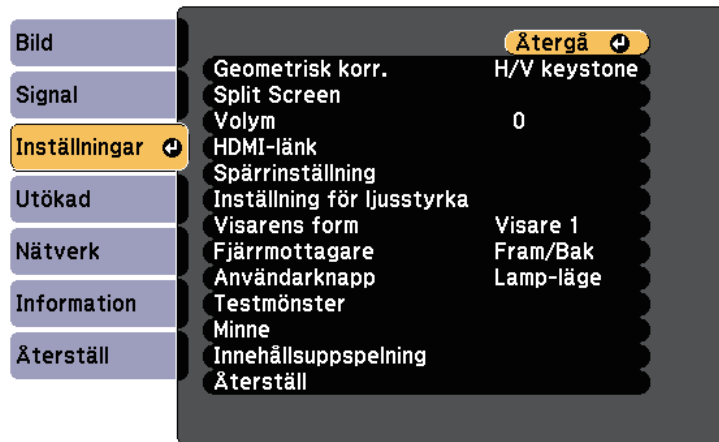 Bild
Signal
Inställningar
Utökad
Nätverk
Information
Återställ
Återgå
Geometrisk korr. H/V keystone
Split Screen
Volym 0
HDMI-länk
Spärrinställning
Inställning för ljusstyrka
Visarens form Visare 1
Fjärrmottagare Fram/Bak
Användarknapp Lamp-läge
Testmönster
Minne
Innehållsuppspelning
Återställ